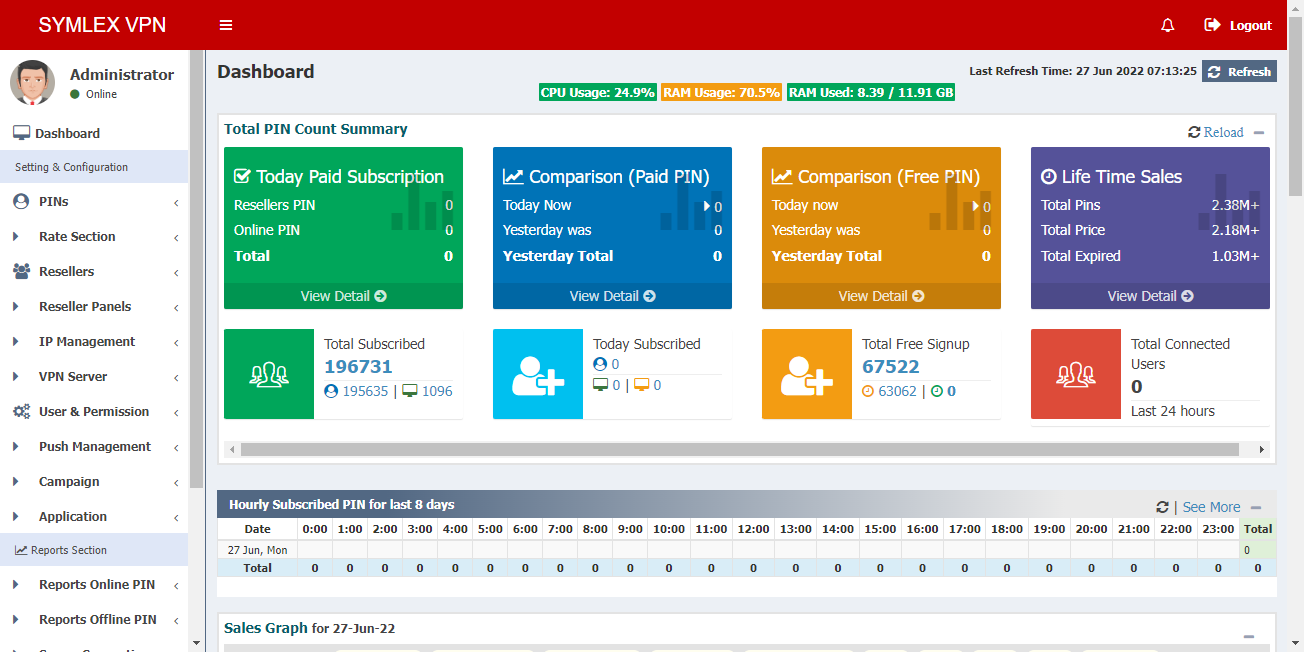 SYMLEX VPN
Logout
Administrator
Online
Dashboard
Setting & Configuration
PINs
Rate Section
Resellers
Reseller Panels
IP Management
VPN Server
User & Permission
Push Management
Campaign
Application
Reports Section
Reports Online PIN
Reports Offline PIN
Dashboard
Last Refresh Time: 27 Jun 2022 07:13:25 Refresh
CPU Usage: 24.9% RAM Usage: 70.5% RAM Used: 8.39 / 11.91 GB
Total PIN Count Summary
Reload
Today Paid Subscription
Resellers PIN 0
Online PIN 0
Total 0
View Detail
Comparison (Paid PIN)
Today Now 0
Yesterday was 0
Yesterday Total 0
View Detail
Comparison (Free PIN)
Today now 0
Yesterday was 0
Yesterday Total 0
View Detail
Life Time Sales
Total Pins 2.38M+
Total Price 2.18M+
Total Expired 1.03M+
View Detail
Total Subscribed
196731
195635 | 1096
Today Subscribed
0
0 | 0
Total Free Signup
67522
63062 | 0
Total Connected
Users
0
Last 24 hours
Hourly Subscribed PIN for last 8 days
| See More
Date 0:00 1:00 2:00 3:00 4:00 5:00 6:00 7:00 8:00 9:00 10:00 11:00 12:00 13:00 14:00 15:00 16:00 17:00 18:00 19:00 20:00 21:00 22:00 23:00 Total
27 Jun, Mon 0
Total 0 0 0 0 0 0 0 0 0 0 0 0 0 0 0 0 0 0 0 0 0 0 0 0 0
Sales Graph for 27-Jun-22